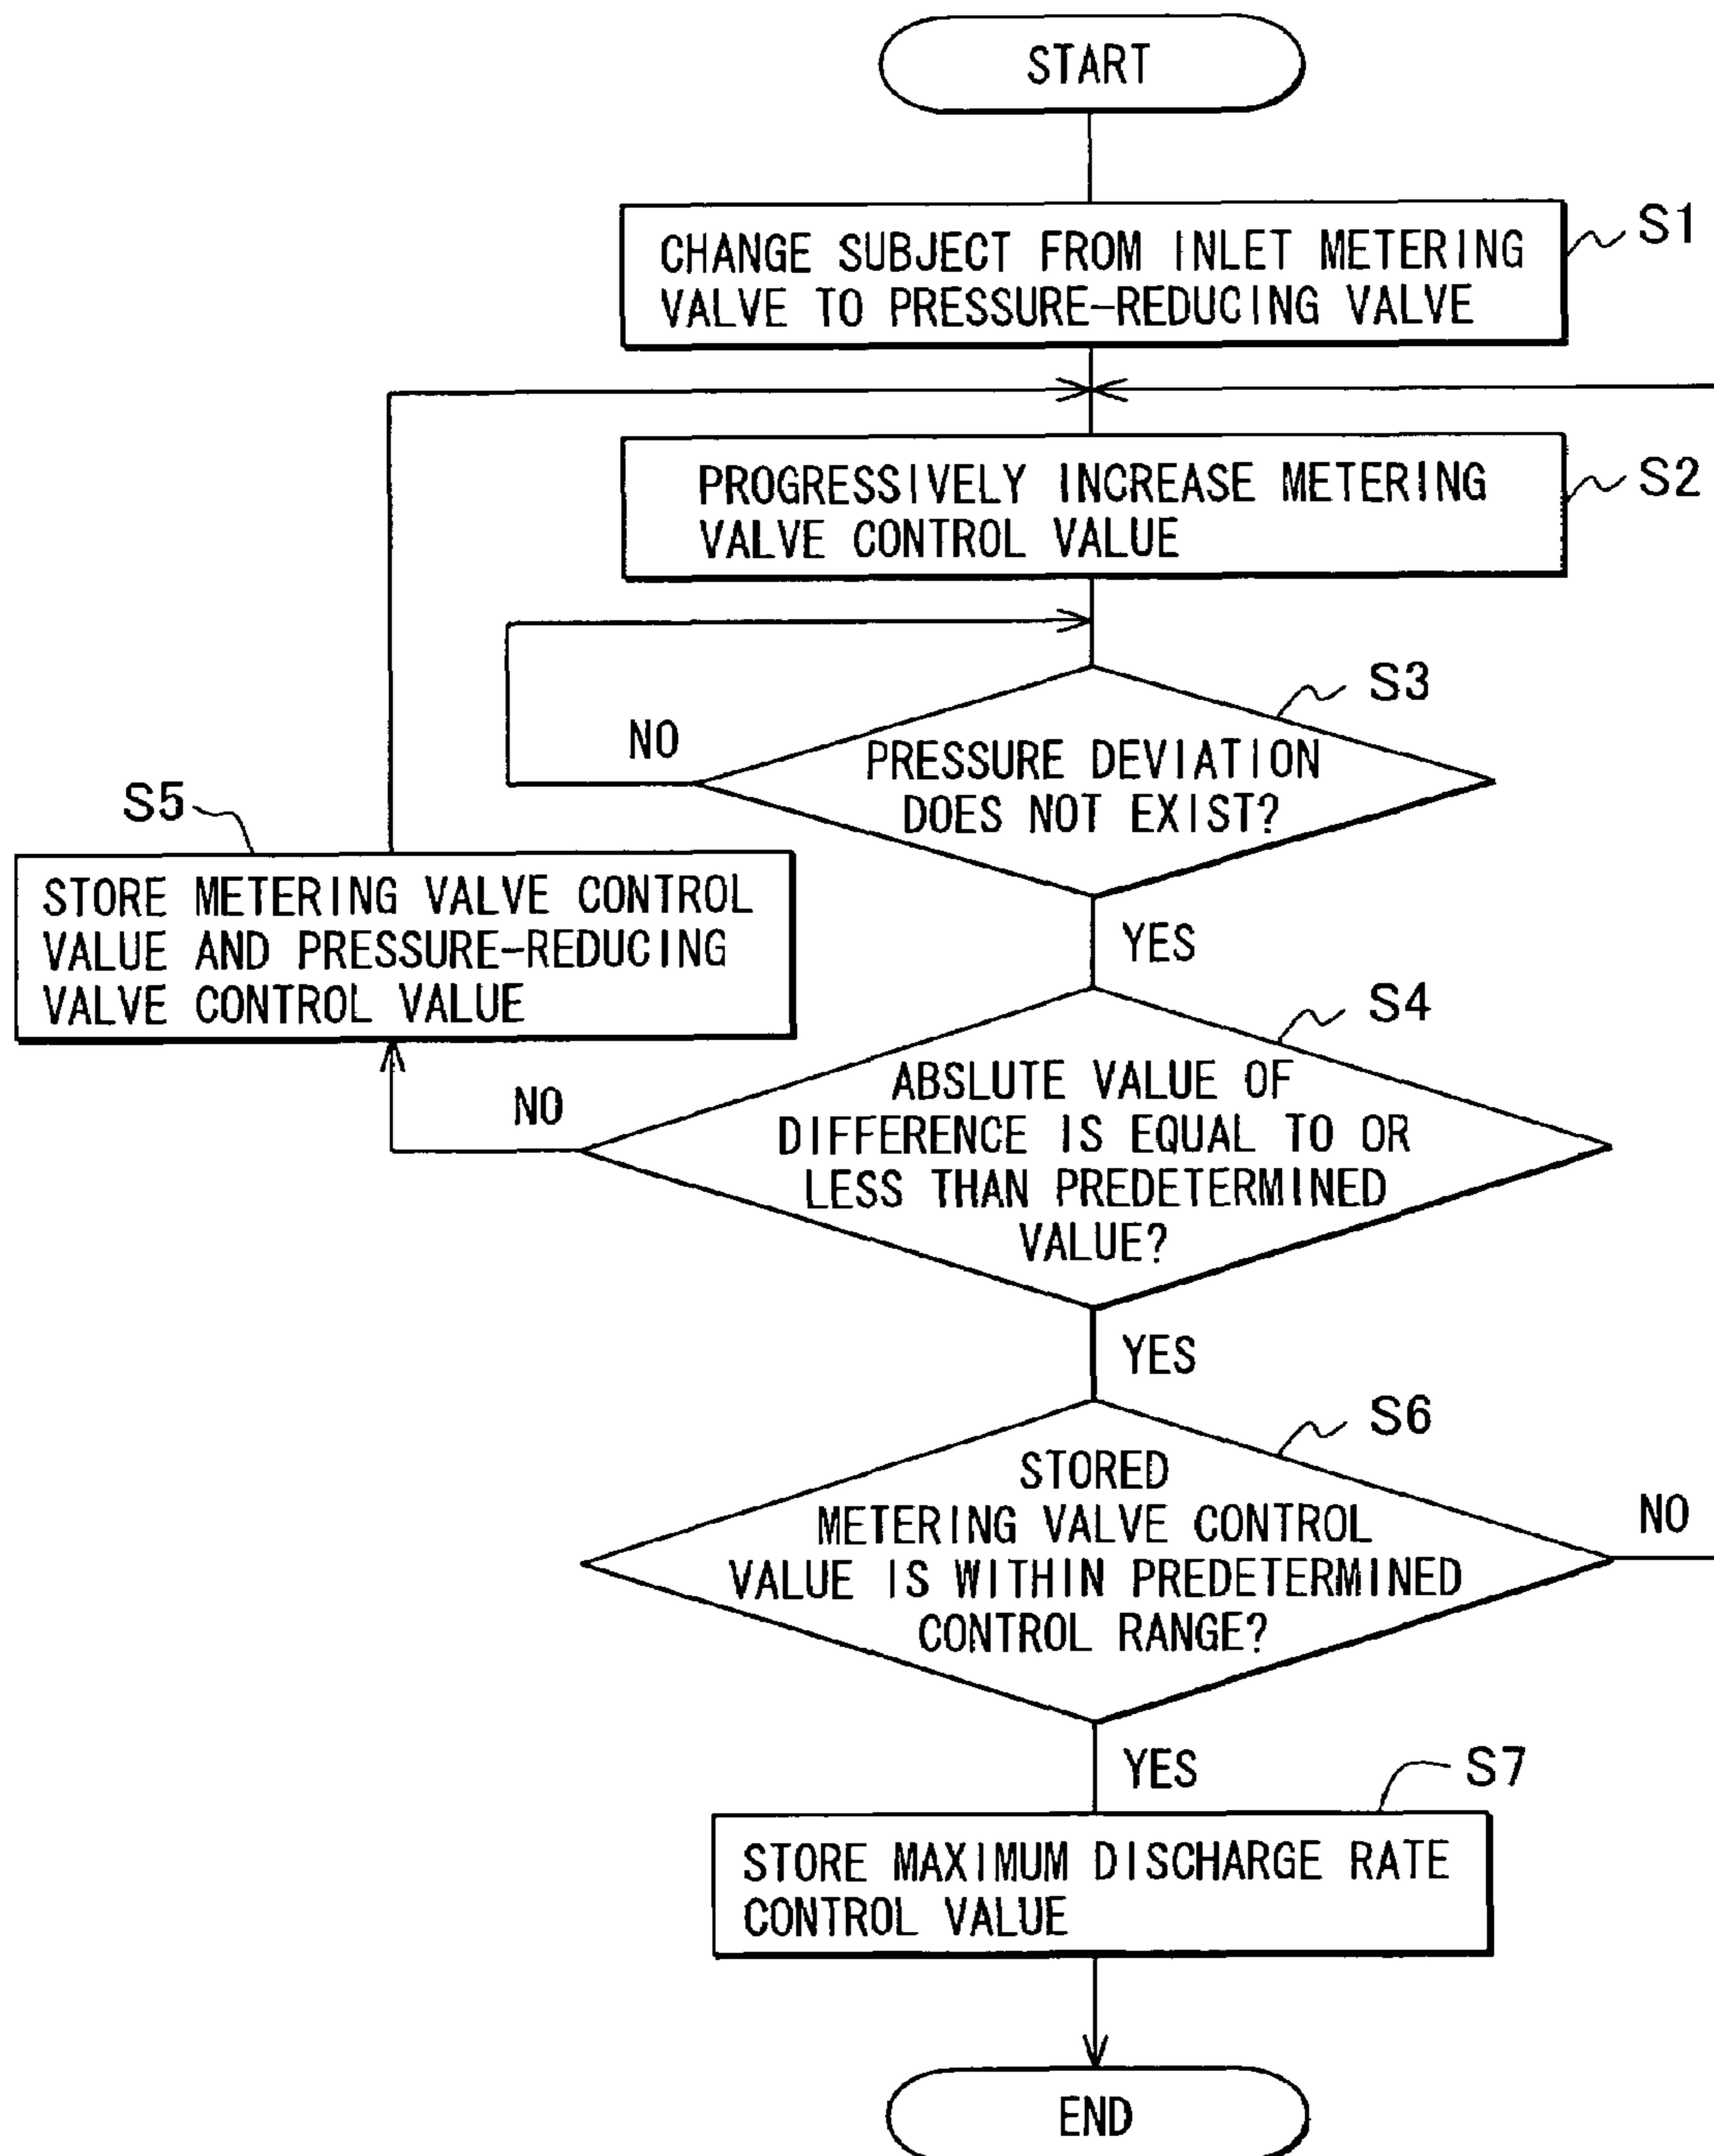 START
CHANGE SUBJECT FROM INLET METERING
VALVE TO PRESSURE-REDUCING VALVE
S1
PROGRESSIVELY INCREASE METERING
VALVE CONTROL VALUE
S2
S3
NO
PRESSURE DEVIATION
DOES NOT EXIST?
S5
STORE METERING VALVE CONTROL
VALUE AND PRESSURE-REDUCING
VALVE CONTROL VALUE
YES
S4
NO
ABSLUTE VALUE OF
DIFFERENCE IS EQUAL TO OR
LESS THAN PREDETERMINED
VALUE?
YES
S6
STORED
METERING VALVE CONTROL
VALUE IS WITHIN PREDETERMINED
CONTROL RANGE?
NO
YES
S7
STORE MAXIMUM DISCHARGE RATE
CONTROL VALUE
END